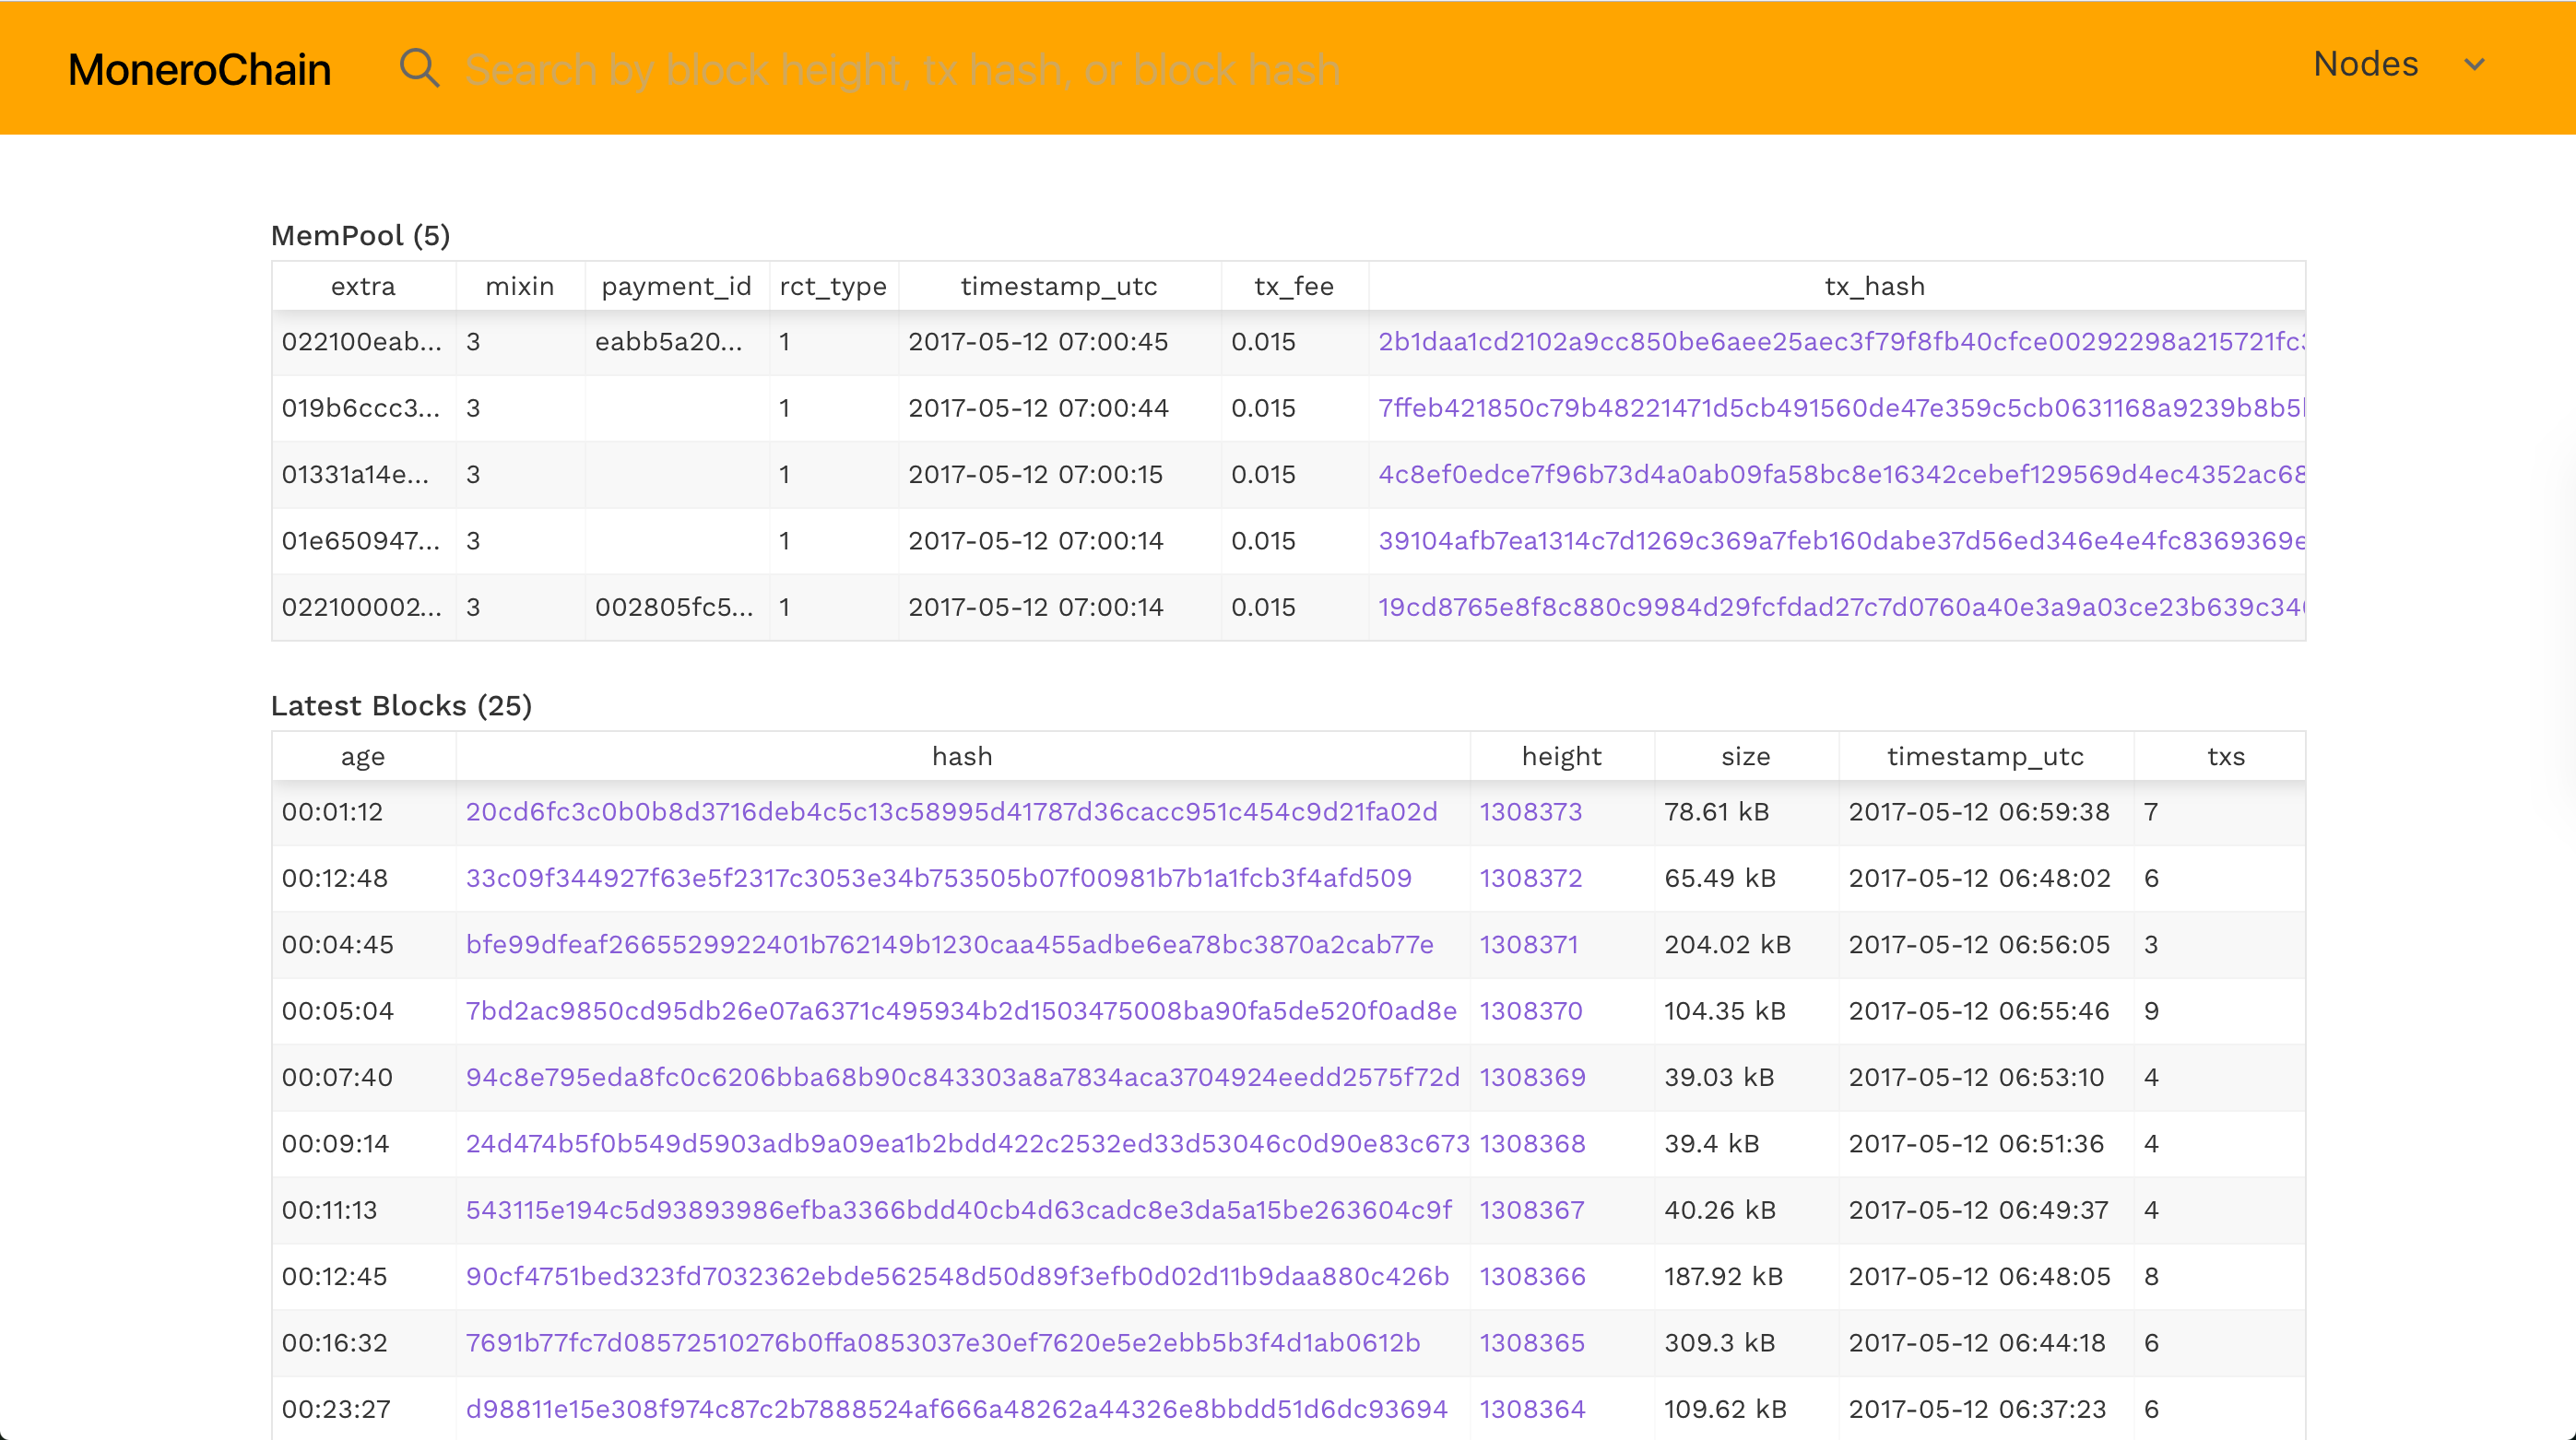 MoneroChain Search by block height, tx hash, or block hash Nodes
MemPool (5)
extra mixin payment_id rct_type timestamp_utc tx_fee tx_hash
022100eab... 3 eabb5a20... 1 2017-05-12 07:00:45 0.015 2b1daa1cd2102a9cc850be6aee25aec3f79f8fb40cfce00292298a215721fc3
019b6ccc3... 3 1 2017-05-12 07:00:44 0.015 7ffeb421850c79b48221471d5cb491560de47e359c5cb0631168a9239b8b5
01331a14e... 3 1 2017-05-12 07:00:15 0.015 4c8ef0edce7f96b73d4a0ab09fa58bc8e16342cebef129569d4ec4352ac68
01e650947... 3 1 2017-05-12 07:00:14 0.015 39104afb7ea1314c7d1269c369a7feb160dabe37d56ed346e4e4fc8369369e
022100002... 3 002805fc5... 1 2017-05-12 07:00:14 0.015 19cd8765e8f8c880c9984d29fcfdad27c7d0760a40e3a9a03ce23b639c34
Latest Blocks (25)
age hash height size timestamp_utc txs
00:01:12 20cd6fc3c0b0b8d3716deb4c5c13c58995d41787d36cacc951c454c9d21fa02d 1308373 78.61 kB 2017-05-12 06:59:38 7
00:12:48 33c09f344927f63e5f2317c3053e34b753505b07f00981b7b1a1fcb3f4afd509 1308372 65.49 kB 2017-05-12 06:48:02 6
00:04:45 bfe99dfeaf2665529922401b762149b1230caa455adbe6ea78bc3870a2cab77e 1308371 204.02 kB 2017-05-12 06:56:05 3
00:05:04 7bd2ac9850cd95db26e07a6371c495934b2d1503475008ba90fa5de520f0ad8e 1308370 104.35 kB 2017-05-12 06:55:46 9
00:07:40 94c8e795eda8fc0c6206bba68b90c843303a8a7834aca3704924eedd2575f72d 1308369 39.03 kB 2017-05-12 06:53:10 4
00:09:14 24d474b5f0b549d5903adb9a09ea1b2bdd422c2532ed33d53046c0d90e83c673 1308368 39.4 kB 2017-05-12 06:51:36 4
00:11:13 543115e194c5d93893986efba3366bdd40cb4d63cadc8e3da5a15be263604c9f 1308367 40.26 kB 2017-05-12 06:49:37 4
00:12:45 90cf4751bed323fd7032362ebde562548d50d89f3efb0d02d11b9daa880c426b 1308366 187.92 kB 2017-05-12 06:48:05 8
00:16:32 7691b77fc7d08572510276b0ffa0853037e30ef7620e5e2ebb5b3f4d1ab0612b 1308365 309.3 kB 2017-05-12 06:44:18 6
00:23:27 d98811e15e308f974c87c2b7888524af666a48262a44326e8bbdd51d6dc93694 1308364 109.62 kB 2017-05-12 06:37:23 6